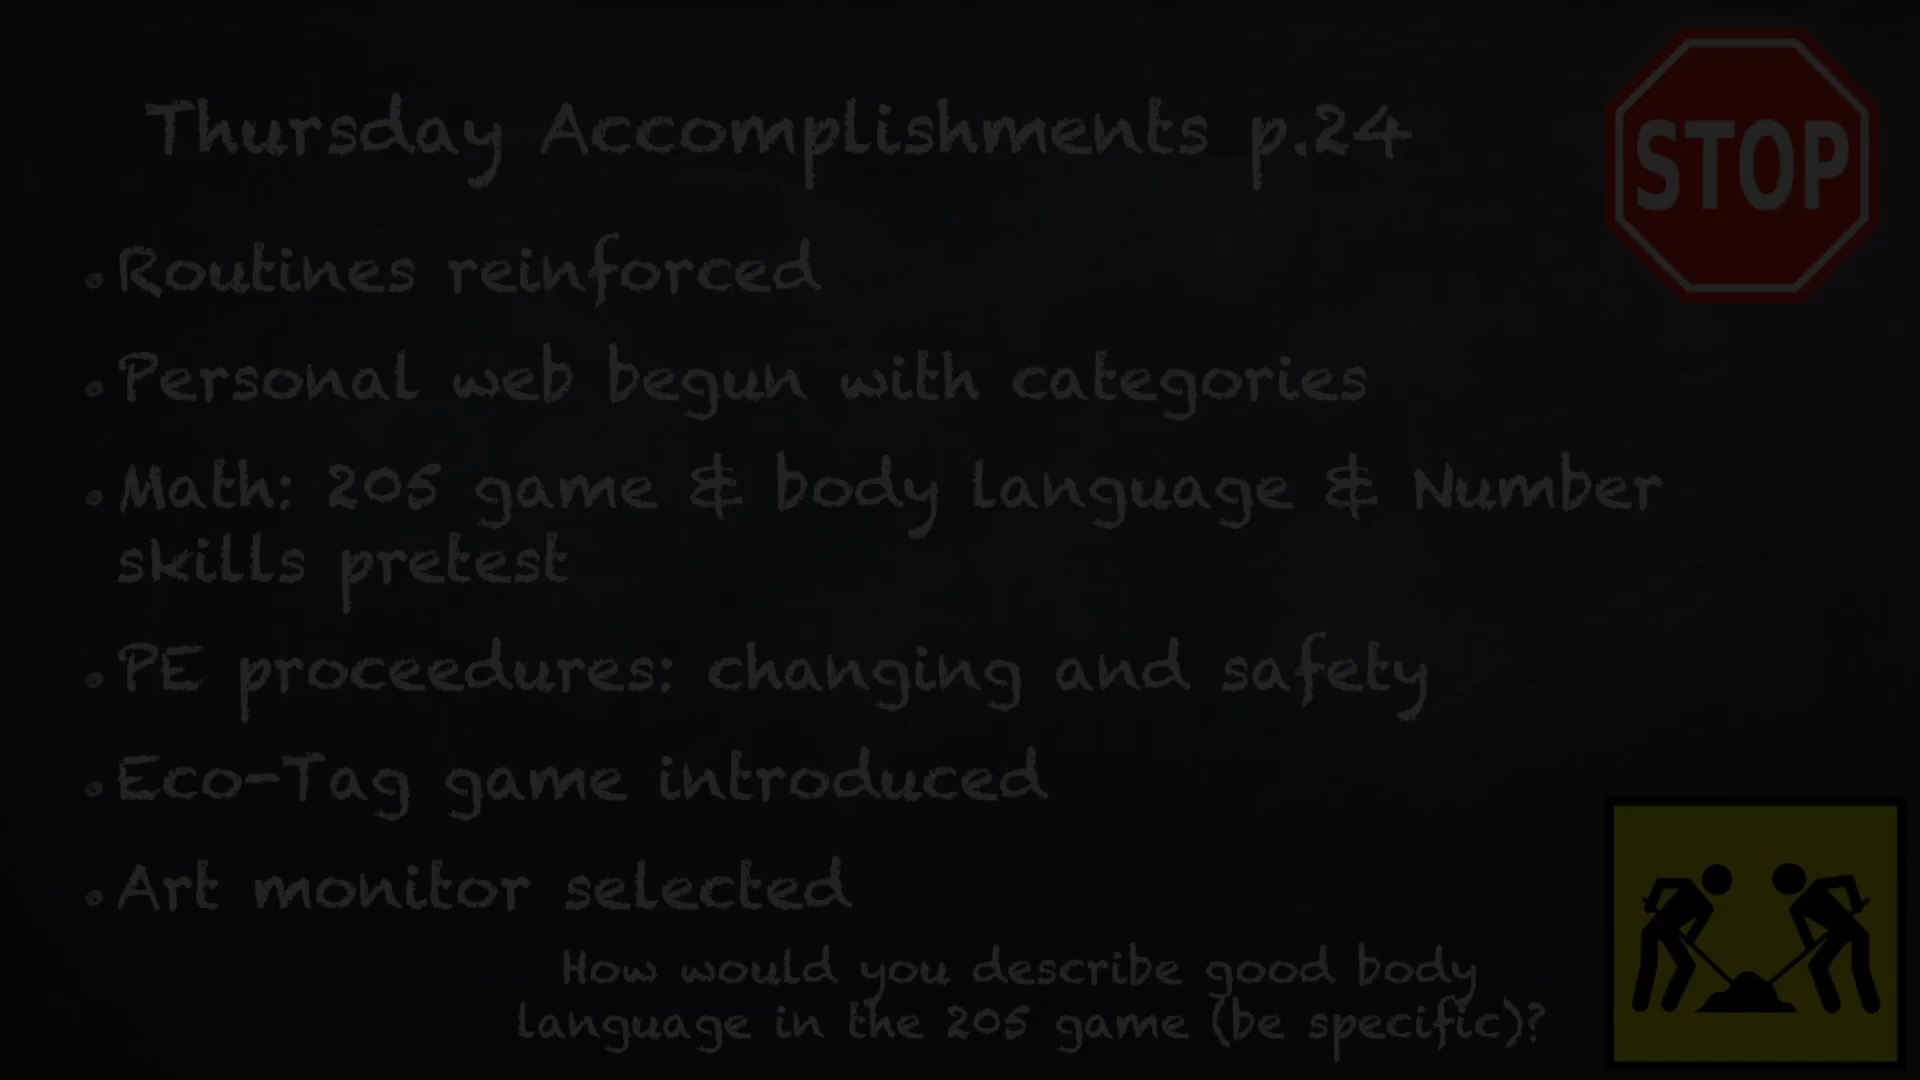 Thursday Accomplishments p.24
STOP
• Routines reinforced
• Personal web begun with categories
• Math: 205 game & body language & Number
skills pretest
• PE proceedures: changing and safety
• Eco-Tag game introduced
• Art monitor selected
How would you describe good body
language in the 205 game (be specific)?